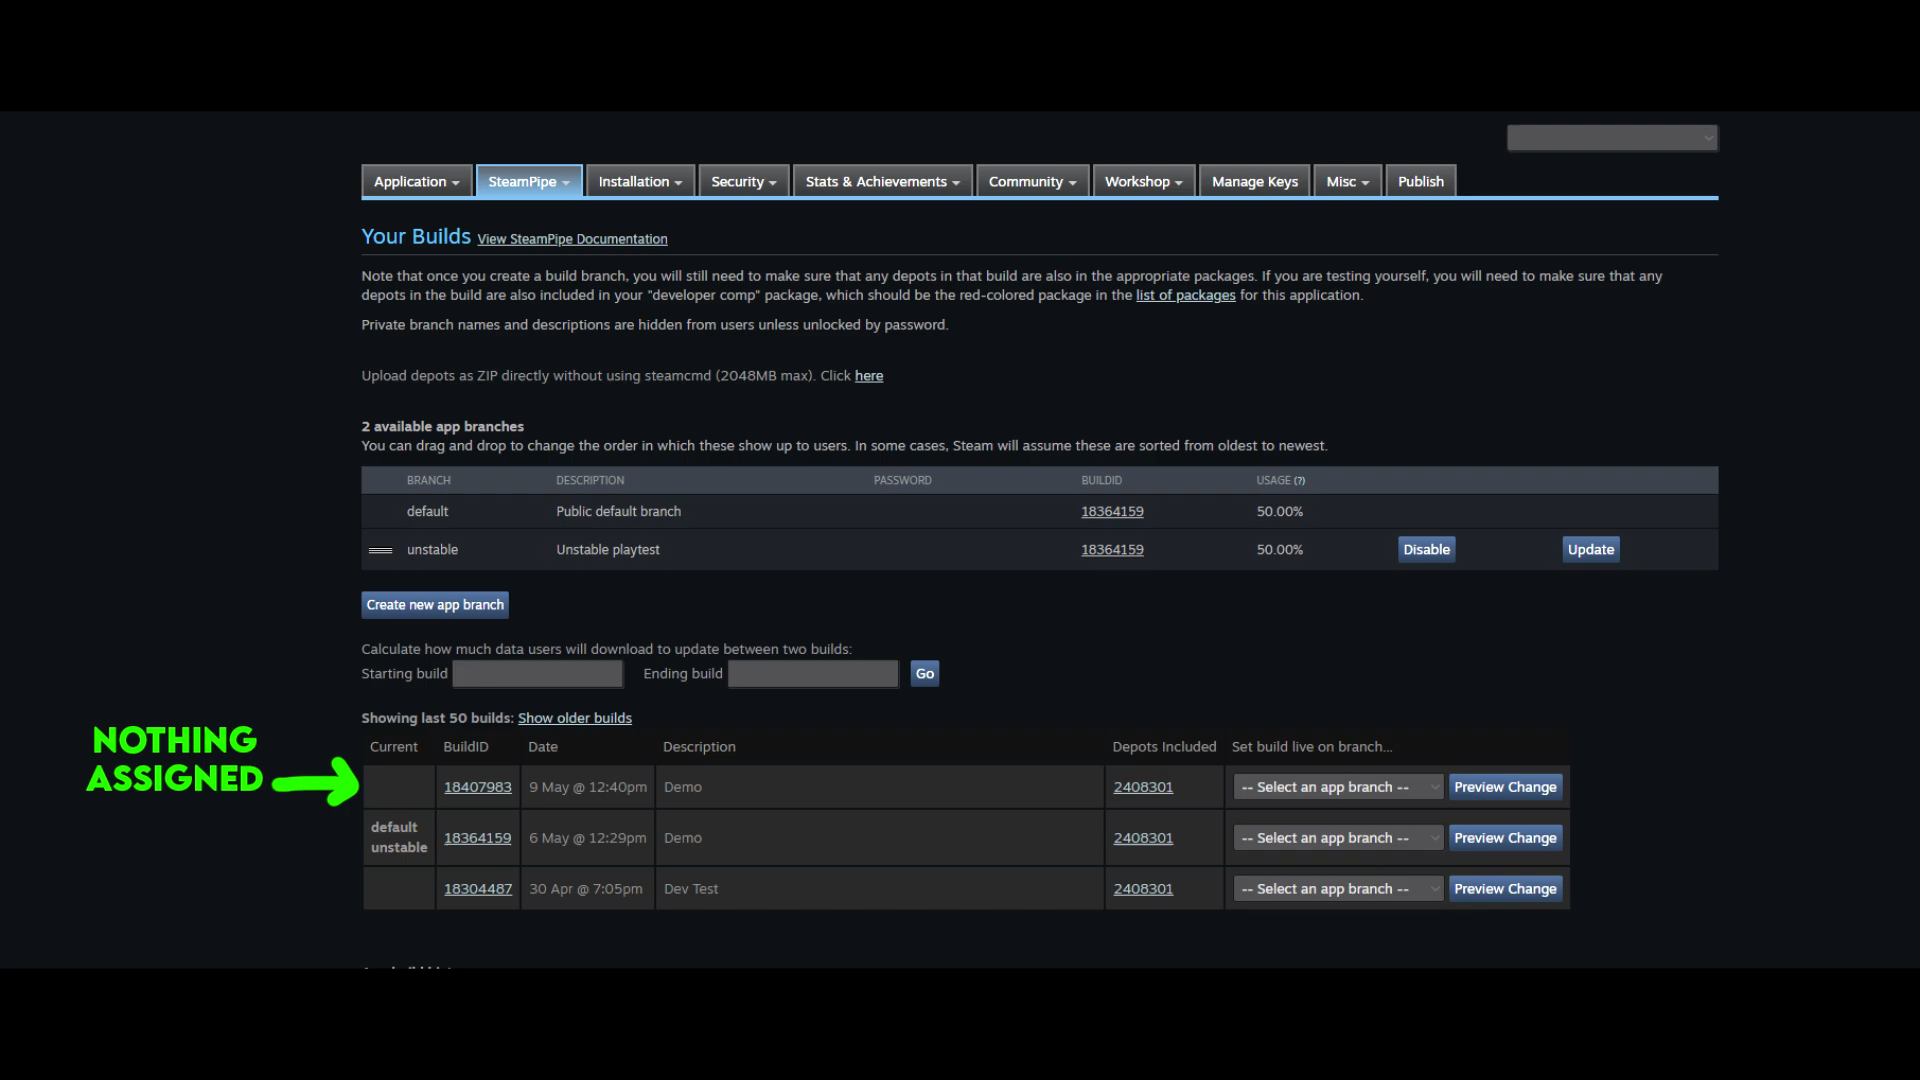 Application SteamPipe Installation Security Stats & Achievements Community Workshop Manage Keys Misc Publish
Your Builds View SteamPipe Documentation
Note that once you create a build branch, you will still need to make sure that any depots in that build are also in the appropriate packages. If you are testing yourself, you will need to make sure that any
depots in the build are also included in your "developer comp" package, which should be the red-colored package in the list of packages for this application.
Private branch names and descriptions are hidden from users unless unlocked by password.
Upload depots as ZIP directly without using steamcmd (2048MB max). Click here
2 available app branches
You can drag and drop to change the order in which these show up to users. In some cases, Steam will assume these are sorted from oldest to newest.
BRANCH DESCRIPTION PASSWORD BUILDID USAGE (?)
default Public default branch 18364159 50.00%
unstable Unstable playtest 18364159 50.00% Disable Update
Create new app branch
Calculate how much data users will download to update between two builds:
Starting build Ending build Go
Showing last 50 builds: Show older builds
Current BuildID Date Description Depots Included Set build live on branch...
NOTHING
ASSIGNED
18407983 9 May @ 12:40pm Demo 2408301 -- Select an app branch -- Preview Change
default
unstable
18364159 6 May @ 12:29pm Demo 2408301 -- Select an app branch -- Preview Change
18304487 30 Apr @ 7:05pm Dev Test 2408301 -- Select an app branch -- Preview Change